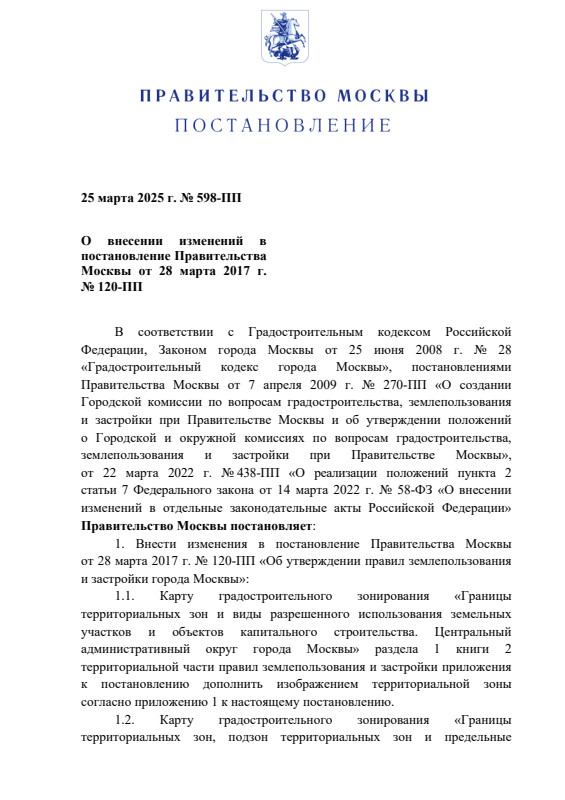 ПРАВИТЕЛЬСТВО МОСКВЫ
ПОСТАНОВЛЕНИЕ
25 марта 2025 г. № 598-ПП
О внесении изменений в
постановление Правительства
Москвы от 28 марта 2017 г.
№ 120-ПП
В соответствии с Градостроительным кодексом Российской
Федерации, Законом города Москвы от 25 июня 2008 г. № 28
«Градостроительный кодекс города Москвы», постановлениями
Правительства Москвы от 7 апреля 2009 г. № 270-ПП «О создании
Городской комиссии по вопросам градостроительства, землепользования
и застройки при Правительстве Москвы и об утверждении положений
о Городской и окружной комиссиях по вопросам градостроительства,
землепользования и застройки при Правительстве Москвы»,
от 22 марта 2022 г. № 438-ПП «О реализации положений пункта 2
статьи 7 Федерального закона от 14 марта 2022 г. № 58-ФЗ «О внесении
изменений в отдельные законодательные акты Российской Федерации»
Правительство Москвы постановляет:
1. Внести изменения в постановление Правительства Москвы
от 28 марта 2017 г. № 120-ПП «Об утверждении правил землепользования
и застройки города Москвы»:
1.1. Карту градостроительного зонирования «Границы
территориальных зон и виды разрешенного использования земельных
участков и объектов капитального строительства. Центральный
административный округ города Москвы» раздела 1 книги 2
территориальной части правил землепользования и застройки приложения
к постановлению дополнить изображением территориальной зоны
согласно приложению 1 к настоящему постановлению.
1.2. Карту градостроительного зонирования «Границы
территориальных зон, подзон территориальных зон и предельные